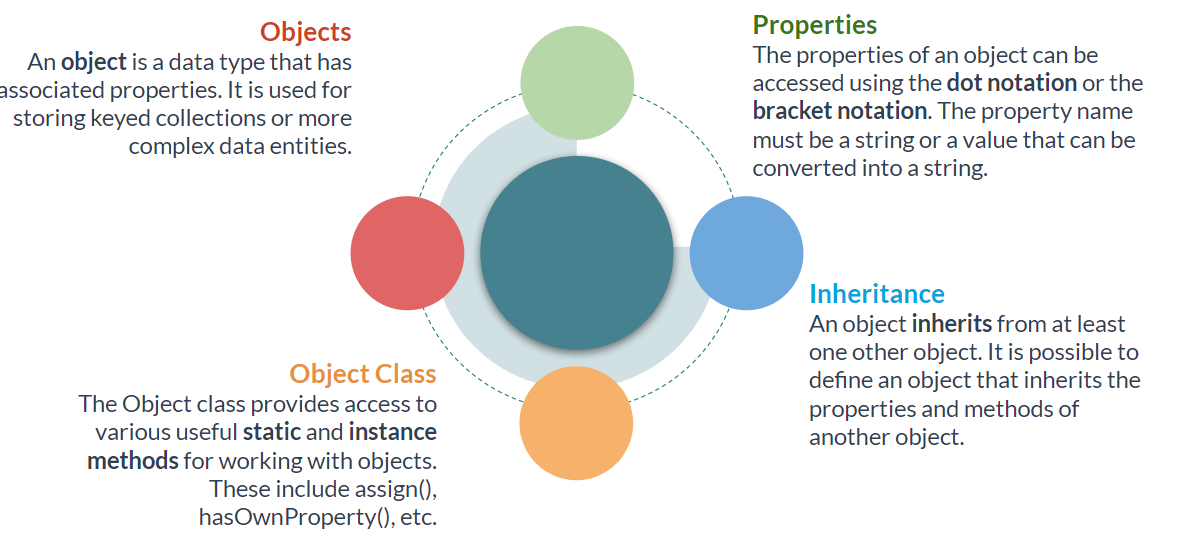 Objects
An object is a data type that has
associated properties. It is used for
storing keyed collections or more
complex data entities.
Properties
The properties of an object can be
accessed using the dot notation or the
bracket notation. The property name
must be a string or a value that can be
converted into a string.
Inheritance
An object inherits from at least
one other object. It is possible to
define an object that inherits the
properties and methods of
another object.
Object Class
The Object class provides access to
various useful static and instance
methods for working with objects.
These include assign(),
hasOwnProperty(), etc.